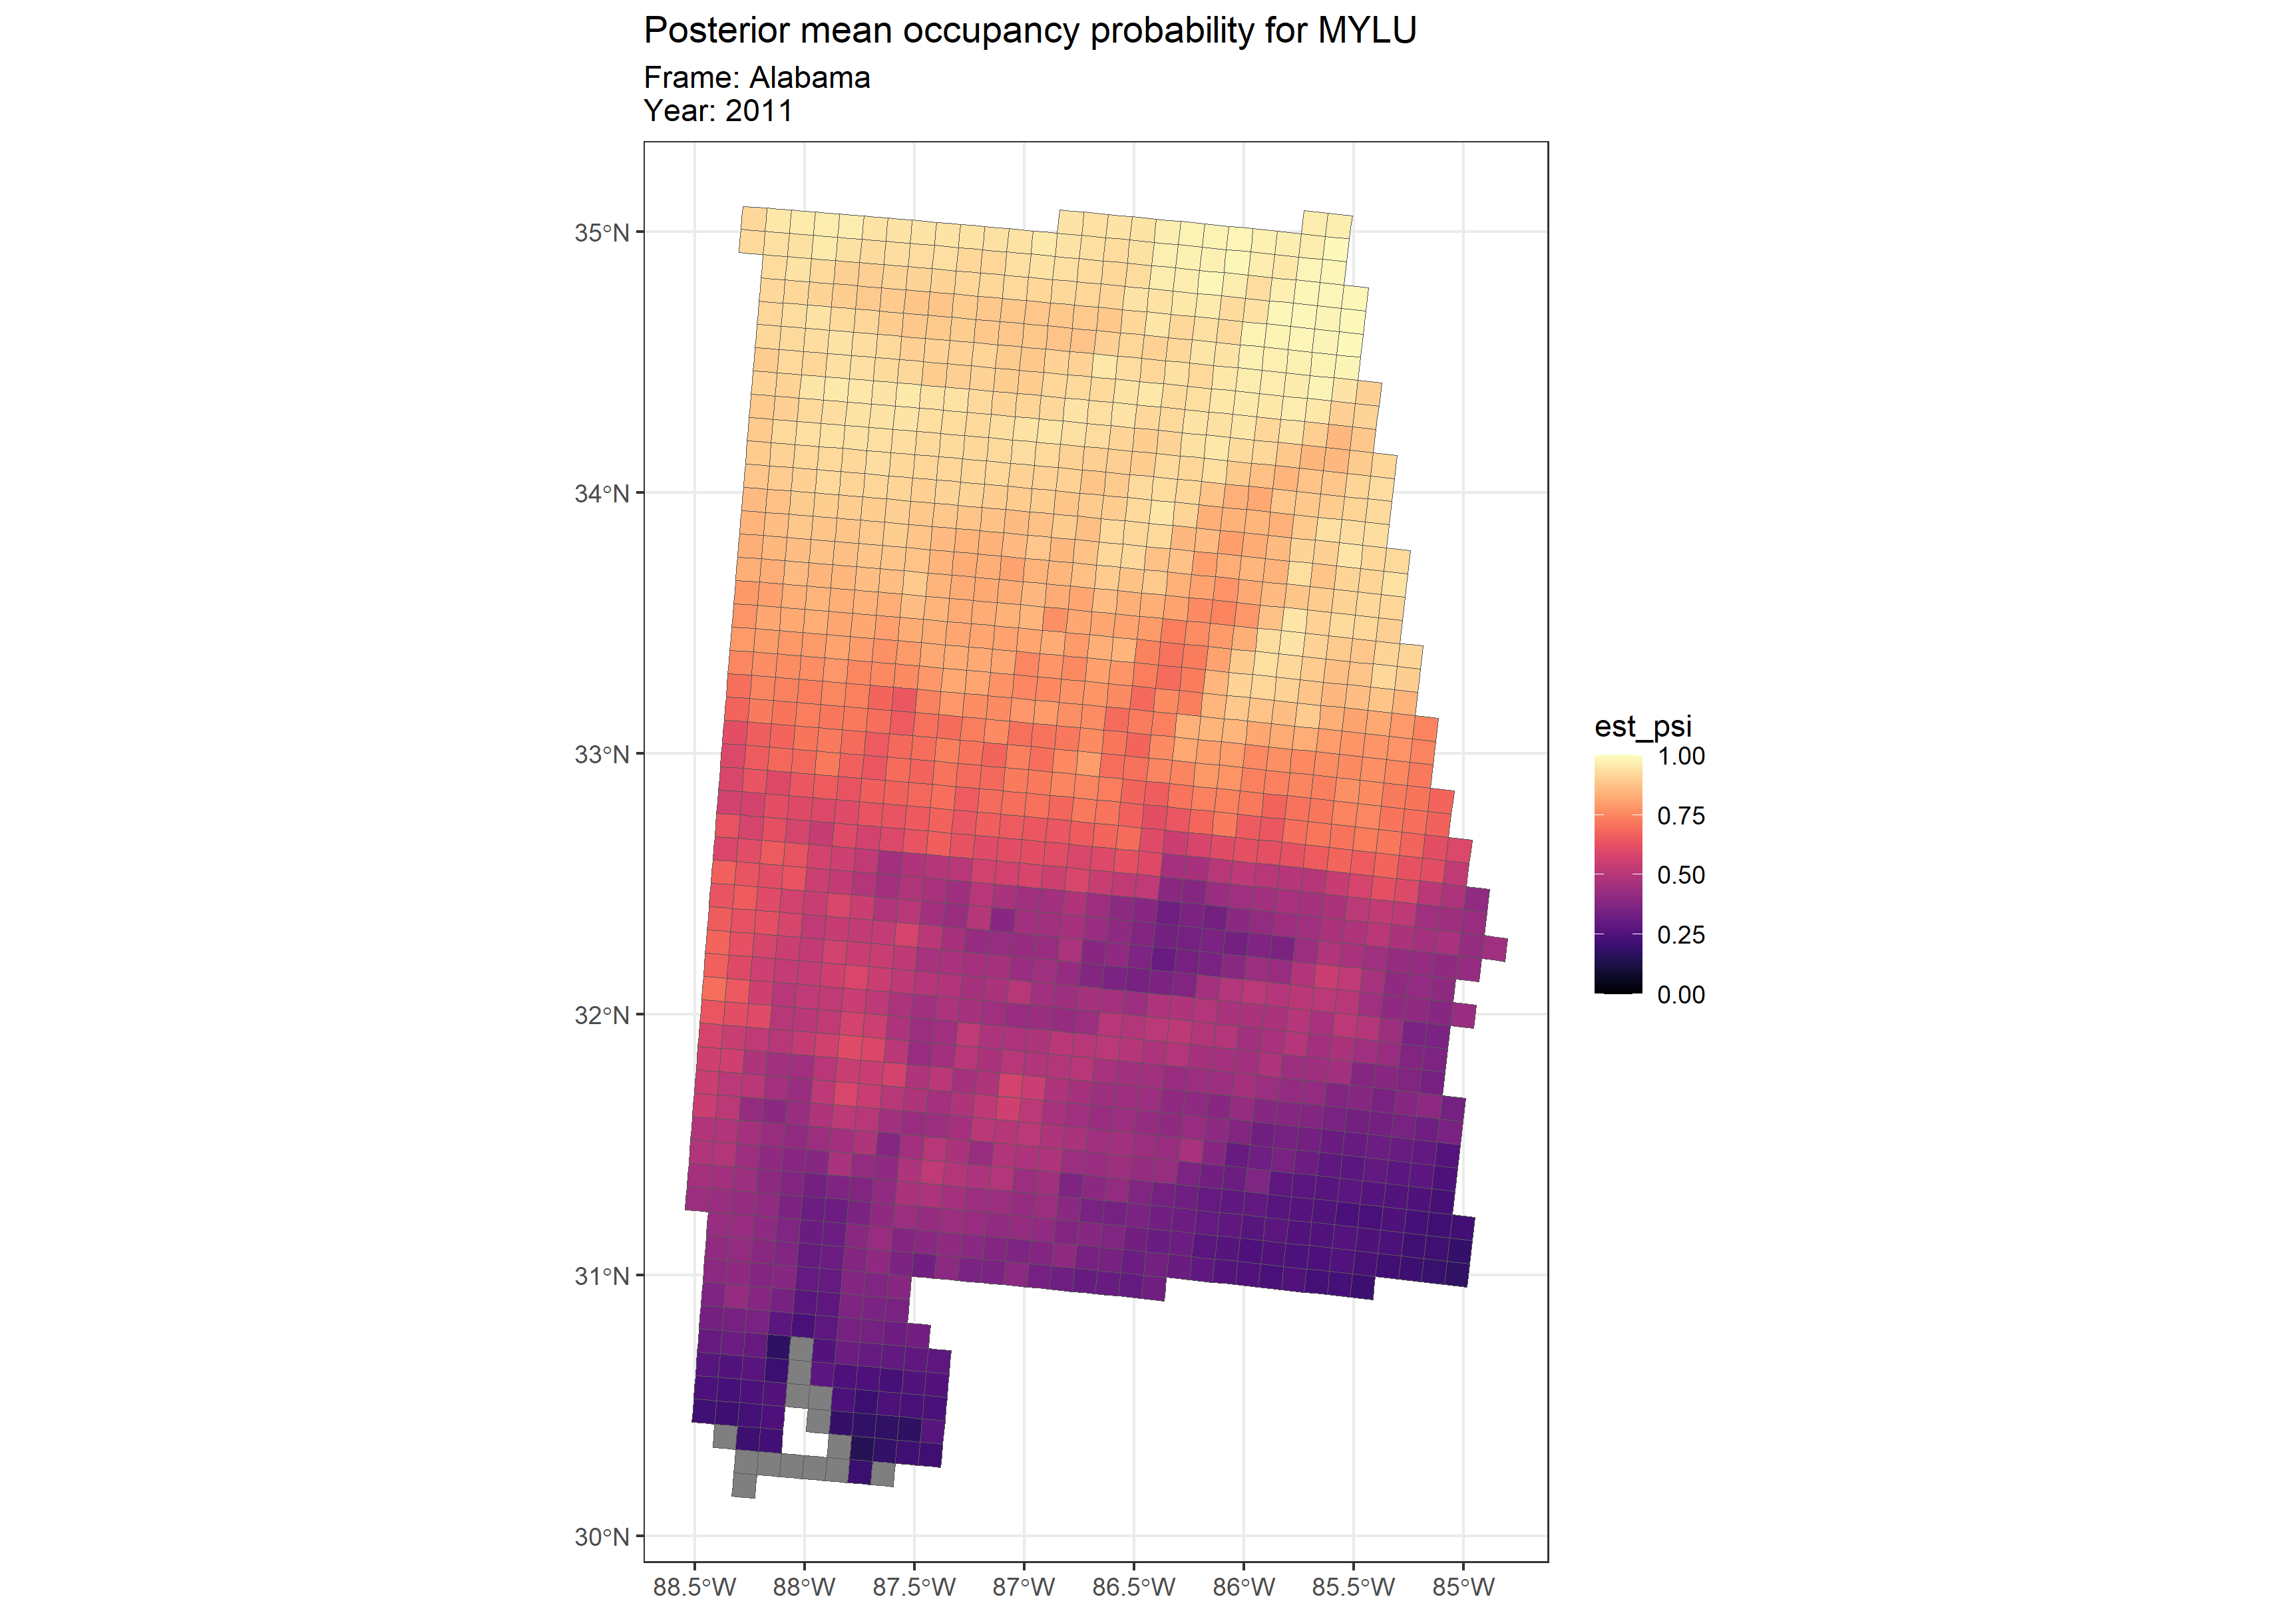 Posterior mean occupancy probability for MYLU
Frame: Alabama
Year: 2011
35°N
34°N
33°N
32°N
31°N
30°N
88.5°W
88°W
87.5°W
87°W
86.5°W
86°W
85.5°W
85°W
est_psi
1.00
0.75
0.50
0.25
0.00